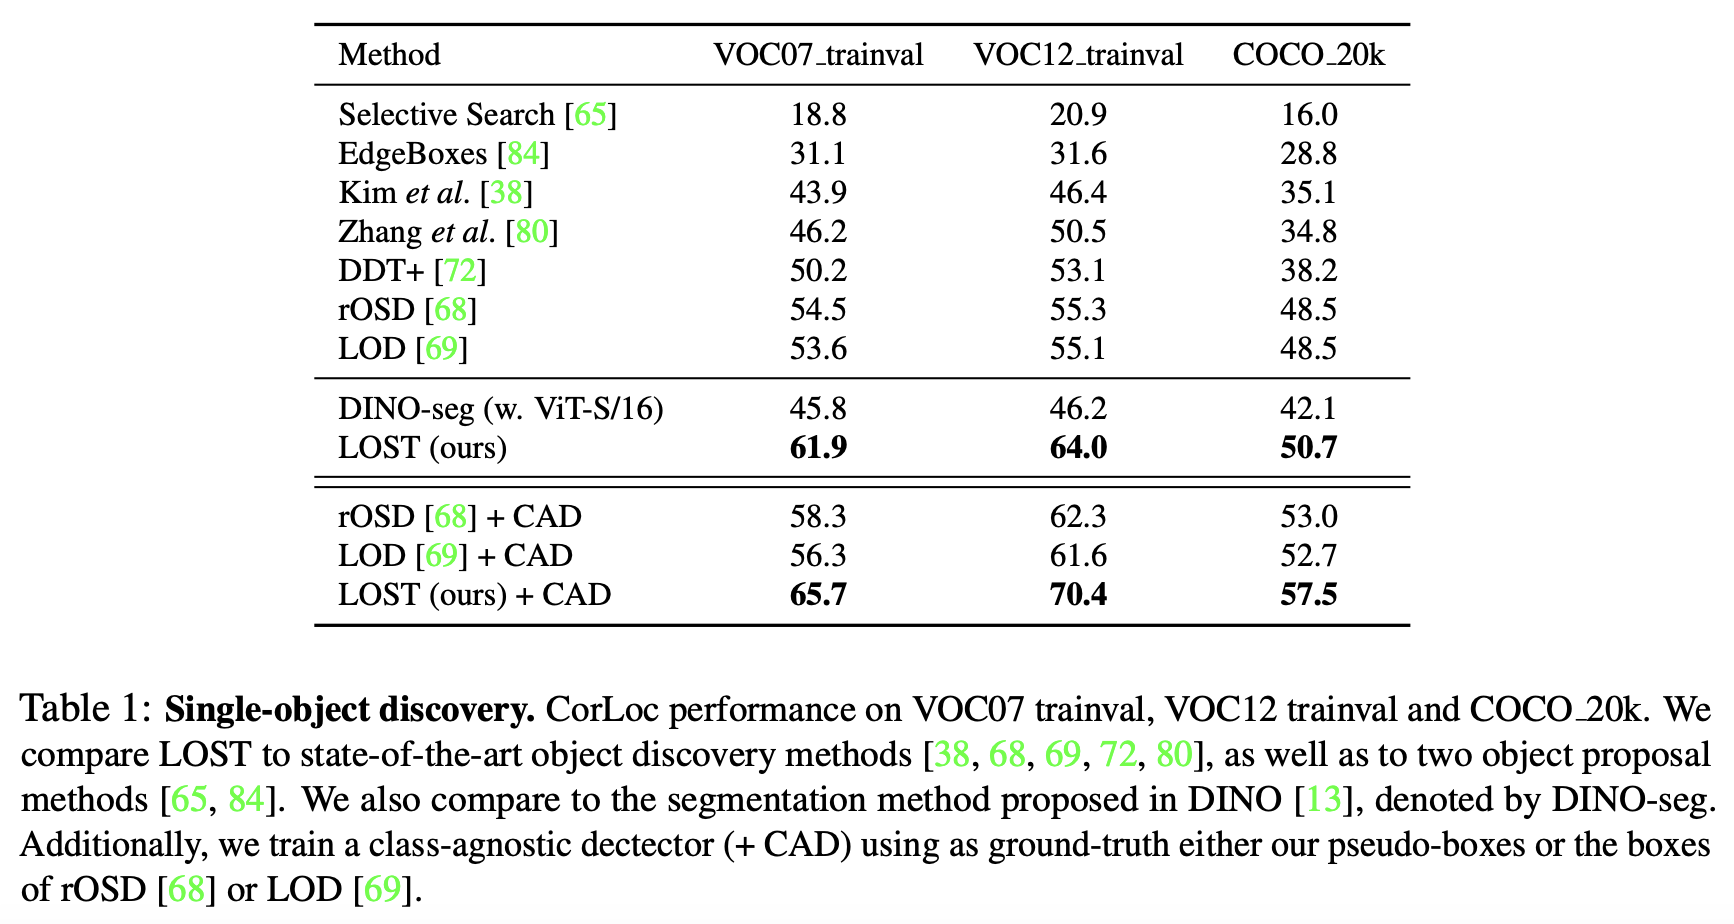 Method VOC07_trainval VOC12_trainval COCO_20k
Selective Search [65] 18.8 20.9 16.0
EdgeBoxes [84] 31.1 31.6 28.8
Kim et al. [38] 43.9 46.4 35.1
Zhang et al. [80] 46.2 50.5 34.8
DDT+ [72] 50.2 53.1 38.2
rOSD [68] 54.5 55.3 48.5
LOD [69] 53.6 55.1 48.5
DINO-seg (w. ViT-S/16) 45.8 46.2 42.1
LOST (ours) 61.9 64.0 50.7
rOSD [68] + CAD 58.3 62.3 53.0
LOD [69] + CAD 56.3 61.6 52.7
LOST (ours) + CAD 65.7 70.4 57.5
Table 1: Single-object discovery. CorLoc performance on VOC07 trainval, VOC12 trainval and COCO_20k. We
compare LOST to state-of-the-art object discovery methods [38, 68, 69, 72, 80], as well as to two object proposal
methods [65, 84]. We also compare to the segmentation method proposed in DINO [13], denoted by DINO-seg.
Additionally, we train a class-agnostic dectector (+ CAD) using as ground-truth either our pseudo-boxes or the boxes
of rOSD [68] or LOD [69].